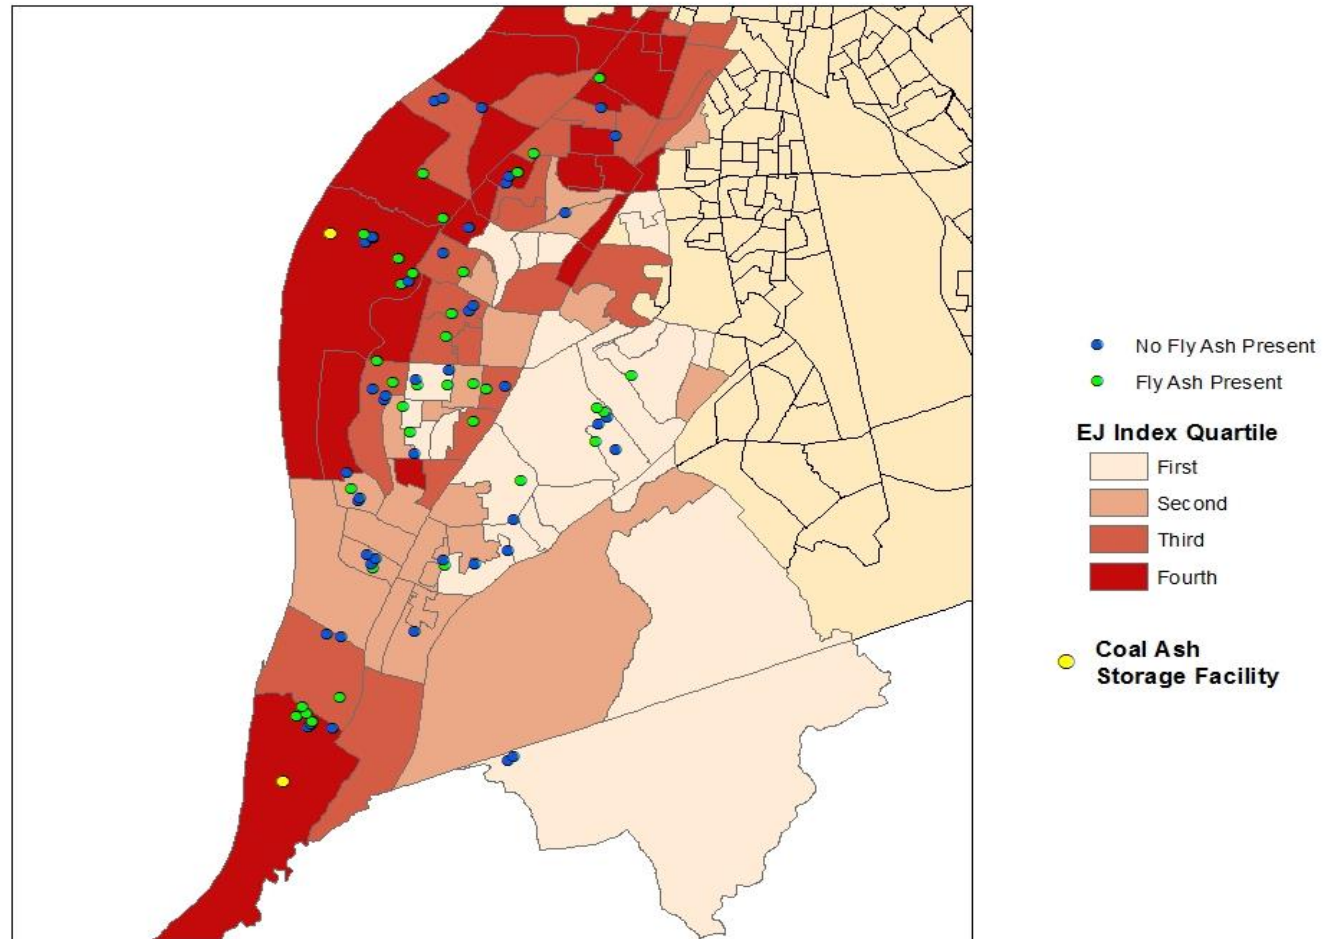 No Fly Ash Present
Fly Ash Present
EJ Index Quartile
First
Second
Third
Fourth
Coal Ash
Storage Facility